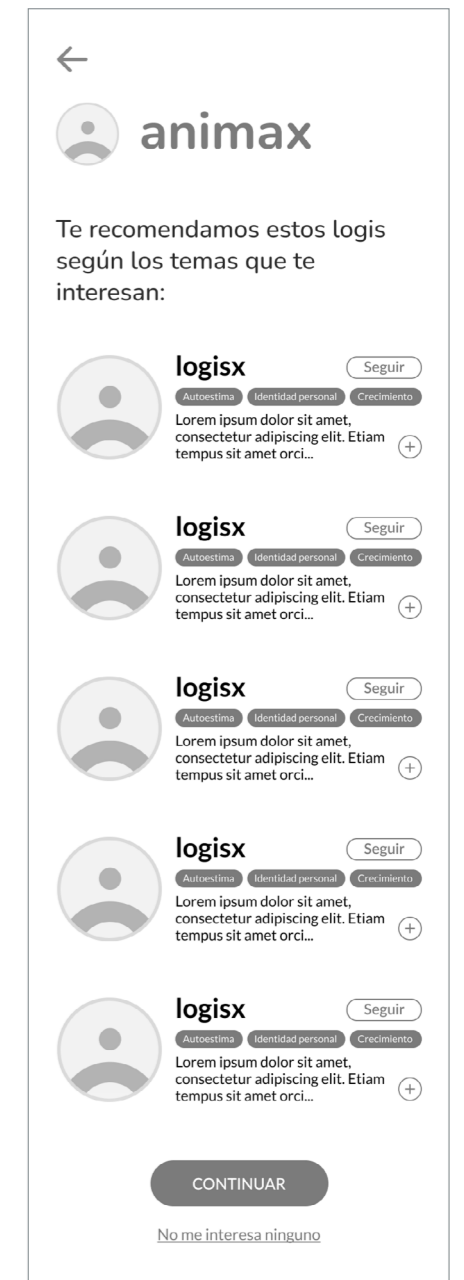 animax
Te recomendamos estos logis
según los temas que te
interesan:
logisx
Seguir
Autoestima Identidad personal Crecimiento
Lorem ipsum dolor sit amet,
consectetur adipiscing elit. Etiam
tempus sit amet orci...
logisx
Seguir
Autoestima Identidad personal Crecimiento
Lorem ipsum dolor sit amet,
consectetur adipiscing elit. Etiam
tempus sit amet orci...
logisx
Seguir
Autoestima Identidad personal Crecimiento
Lorem ipsum dolor sit amet,
consectetur adipiscing elit. Etiam
tempus sit amet orci...
logisx
Seguir
Autoestima Identidad personal Crecimiento
Lorem ipsum dolor sit amet,
consectetur adipiscing elit. Etiam
tempus sit amet orci...
logisx
Seguir
Autoestima Identidad personal Crecimiento
Lorem ipsum dolor sit amet,
consectetur adipiscing elit. Etiam
tempus sit amet orci...
CONTINUAR
No me interesa ninguno